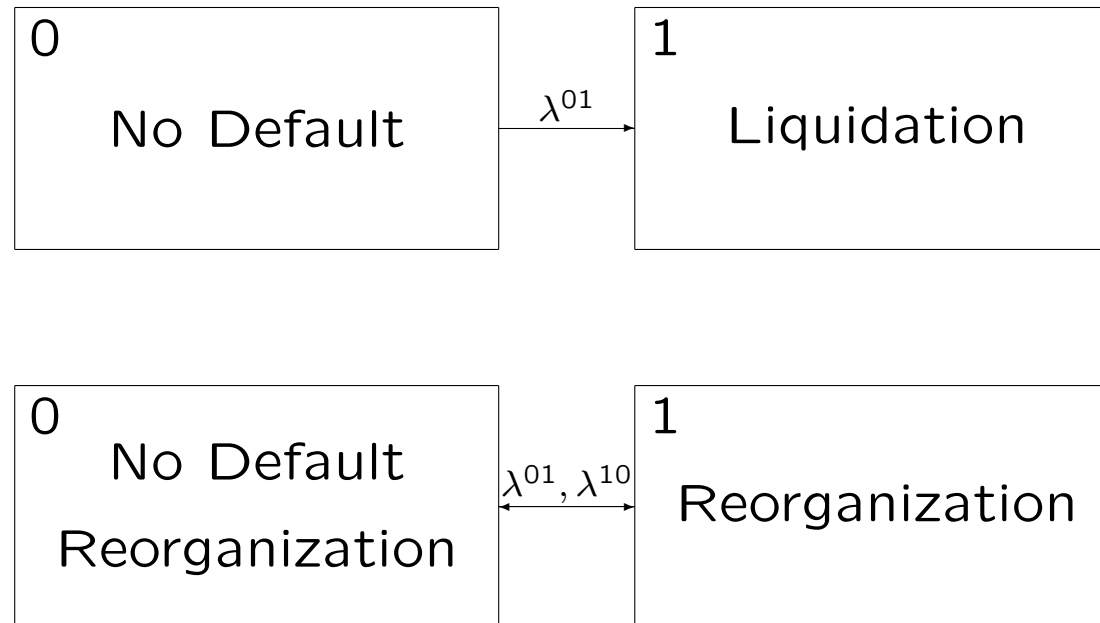 0
No Default
λ^{01}
1
Liquidation
0
No Default
Reorganization
λ^{01}, λ^{10}
1
Reorganization